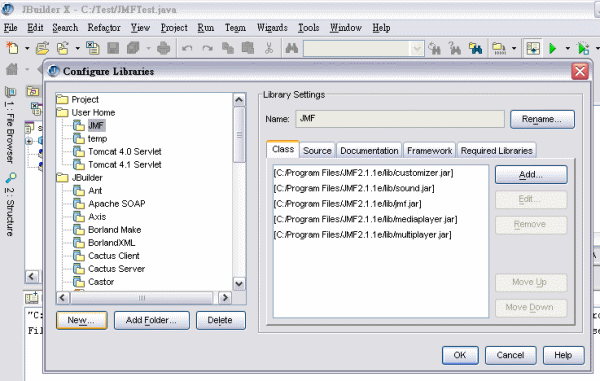 JBuilder X - C:/Test/JMFTest.java
File Edit Search Refactor View Project Run Team Wizards Tools Window Help
Configure Libraries
1: File Browser
2: Structure
Project
User Home
JMF
temp
Tomcat 4.0 Servlet
Tomcat 4.1 Servlet
JBuilder
Ant
Apache SOAP
Axis
Borland Make
BorlandXML
Cactus Client
Cactus Server
Castor
New... Add Folder... Delete
Library Settings
Name: JMF Rename...
Class Source Documentation Framework Required Libraries
[C:/Program Files/JMF2.1.1e/lib/customizer.jar]
[C:/Program Files/JMF2.1.1e/lib/sound.jar]
[C:/Program Files/JMF2.1.1e/lib/jmf.jar]
[C:/Program Files/JMF2.1.1e/lib/mediaplayer.jar]
[C:/Program Files/JMF2.1.1e/lib/multiplayer.jar]
Add...
Edit...
Remove
Move Up
Move Down
OK Cancel Help